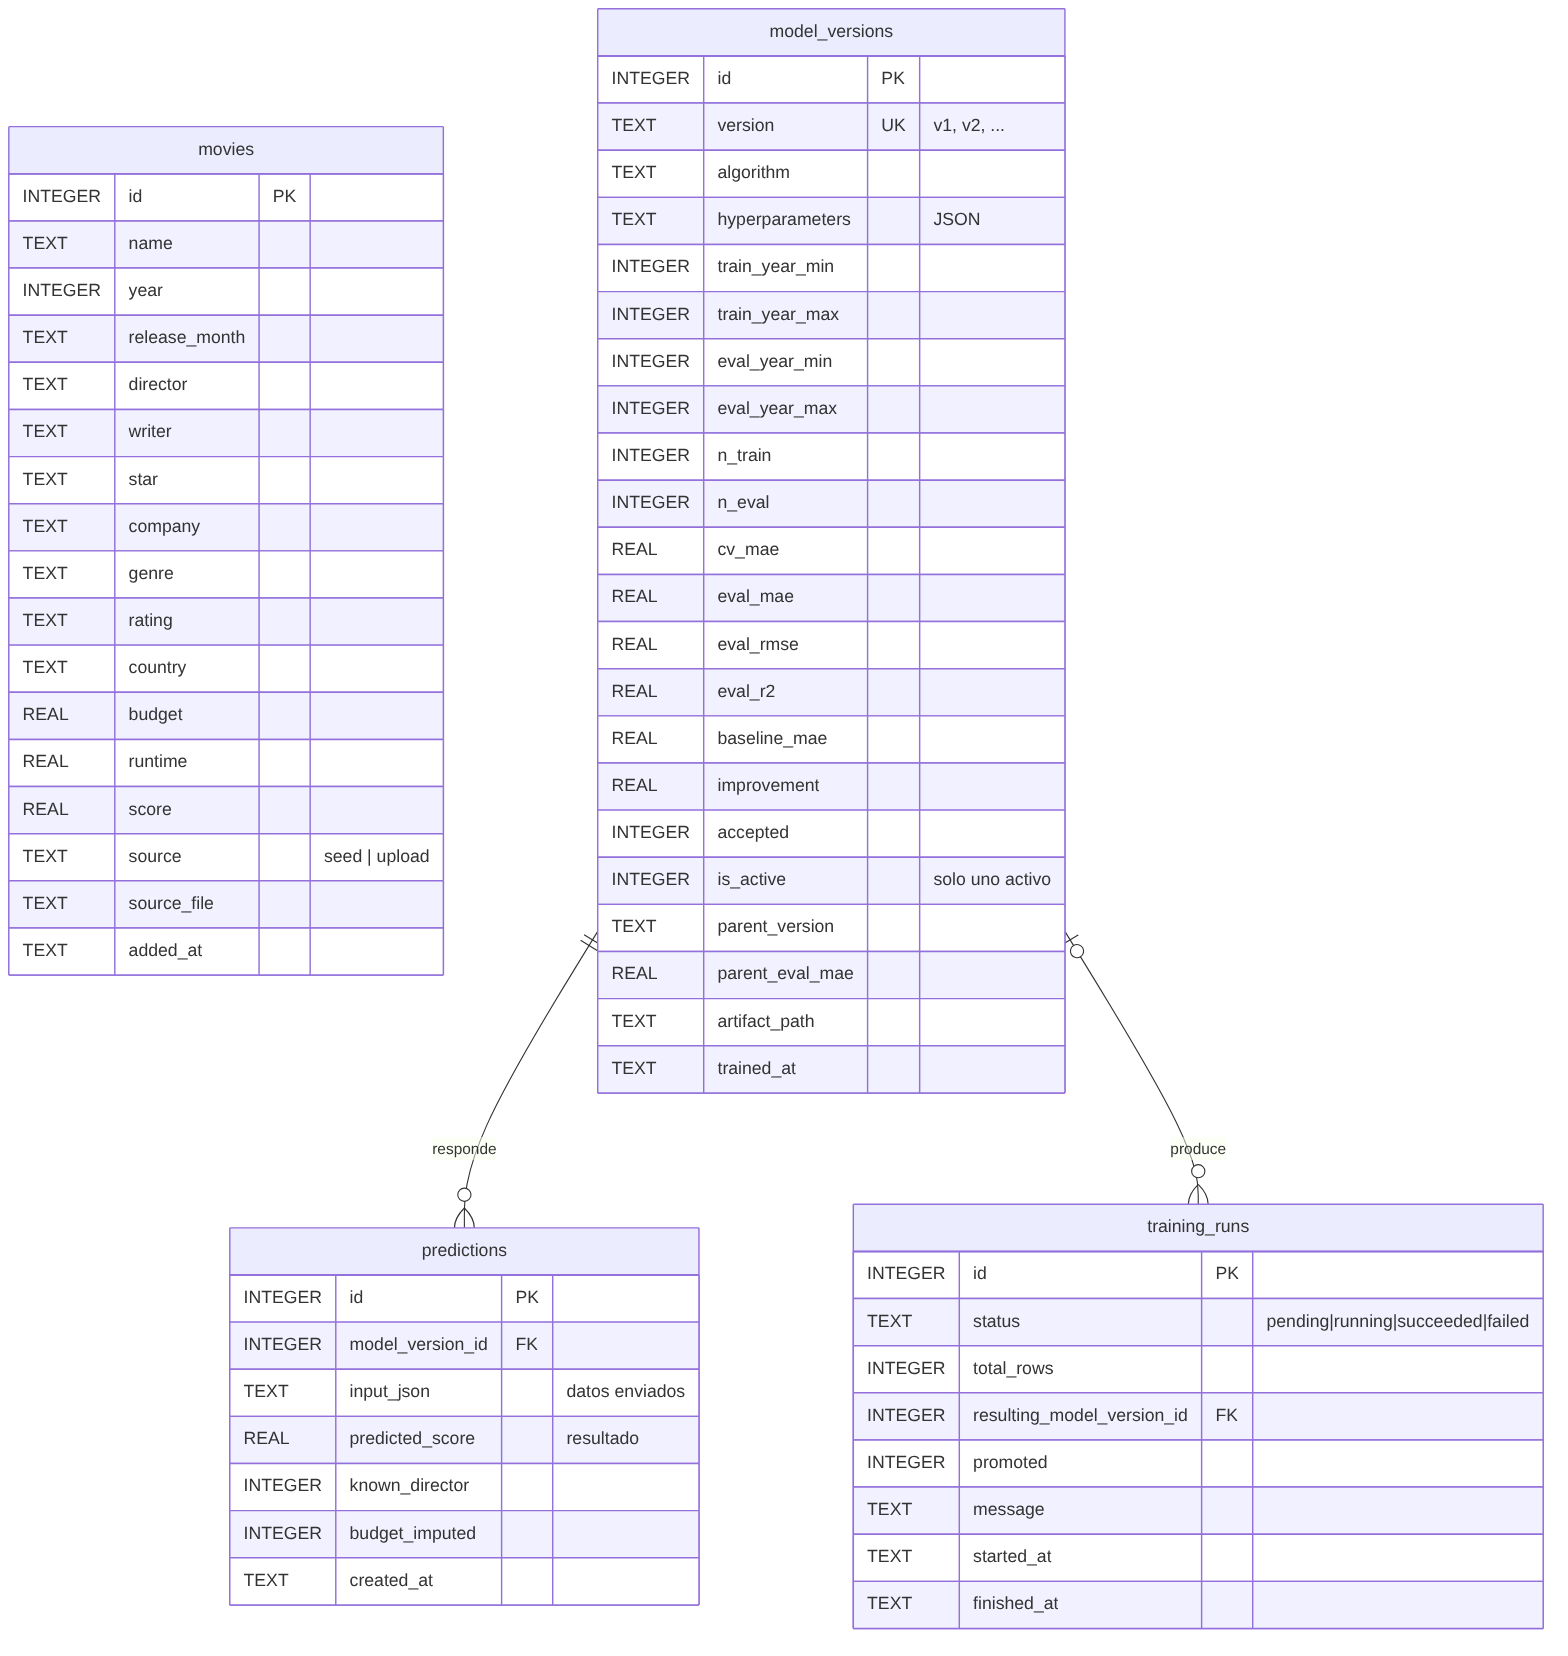 model_versions
INTEGER id PK
TEXT version UK v1, v2, ...
TEXT algorithm
TEXT hyperparameters JSON
INTEGER train_year_min
INTEGER train_year_max
INTEGER eval_year_min
INTEGER eval_year_max
INTEGER n_train
INTEGER n_eval
REAL cv_mae
REAL eval_mae
REAL eval_rmse
REAL eval_r2
REAL baseline_mae
REAL improvement
INTEGER accepted
INTEGER is_active solo uno activo
TEXT parent_version
REAL parent_eval_mae
TEXT artifact_path
TEXT trained_at
movies
INTEGER id PK
TEXT name
INTEGER year
TEXT release_month
TEXT director
TEXT writer
TEXT star
TEXT company
TEXT genre
TEXT rating
TEXT country
REAL budget
REAL runtime
REAL score
TEXT source seed | upload
TEXT source_file
TEXT added_at
responde
produce
predictions
INTEGER id PK
INTEGER model_version_id FK
TEXT input_json datos enviados
REAL predicted_score resultado
INTEGER known_director
INTEGER budget_imputed
TEXT created_at
training_runs
INTEGER id PK
TEXT status pending|running|succeeded|failed
INTEGER total_rows
INTEGER resulting_model_version_id FK
INTEGER promoted
TEXT message
TEXT started_at
TEXT finished_at